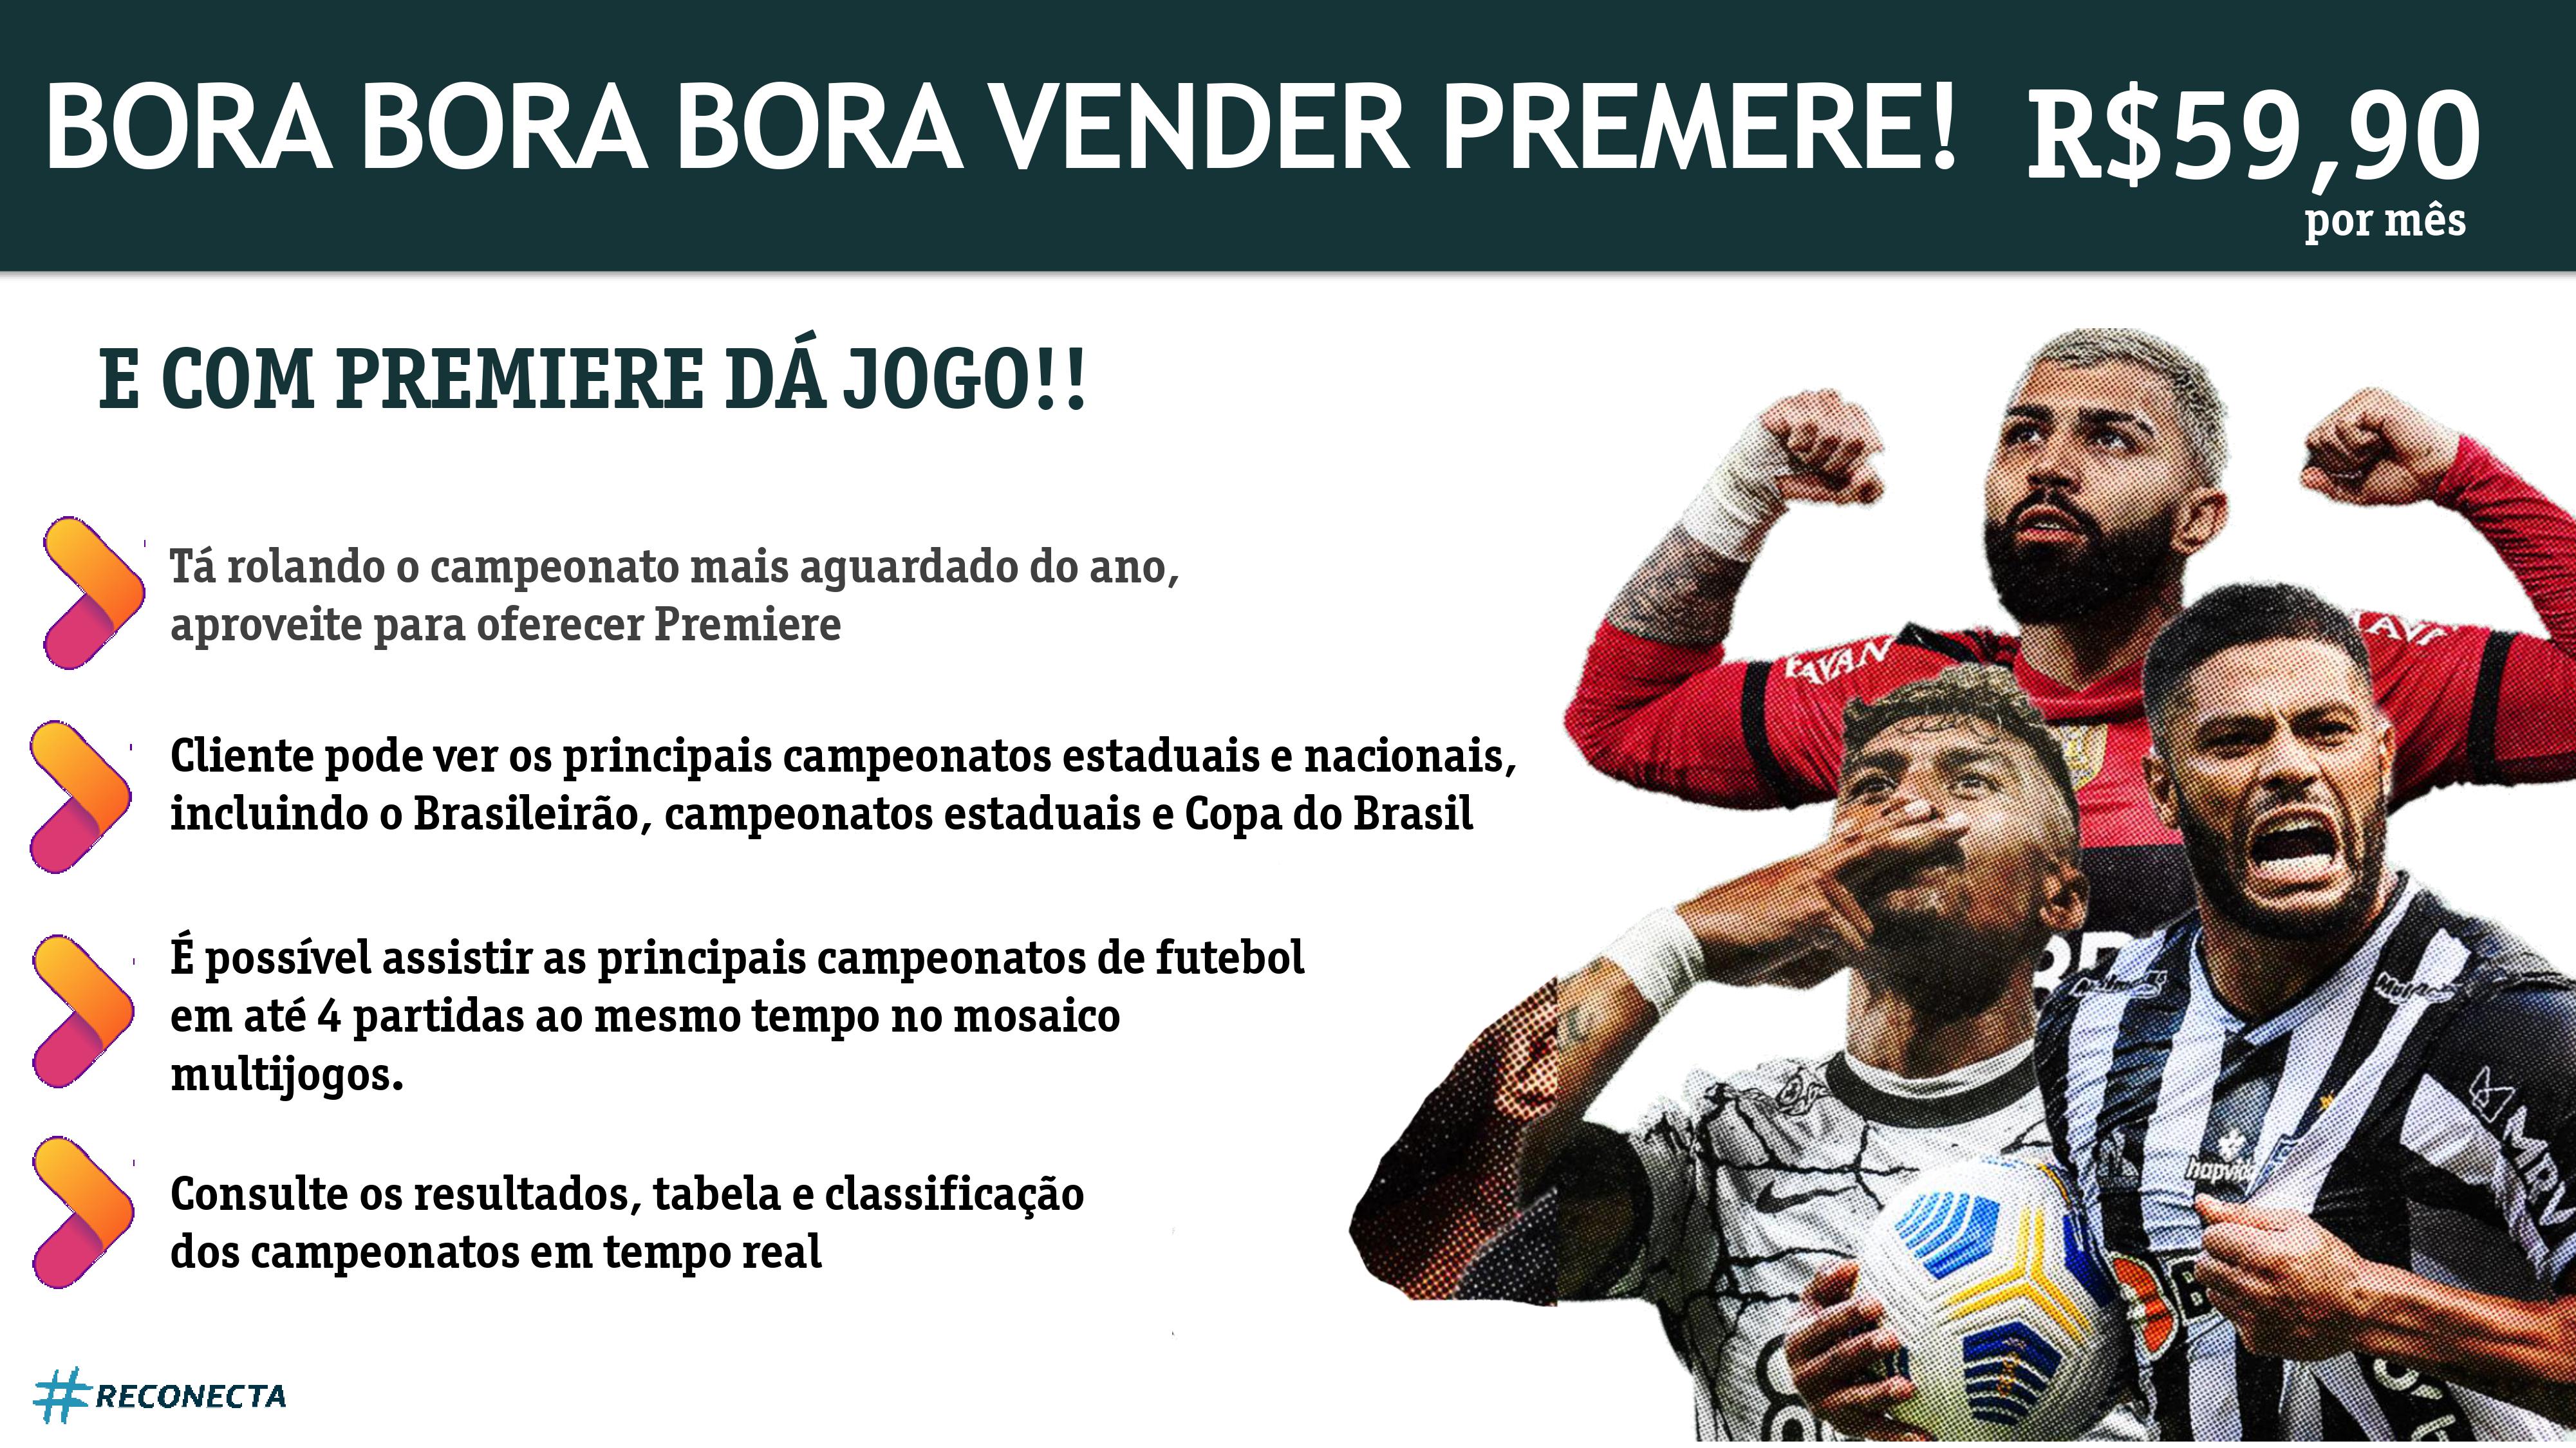 BORA BORA BORA VENDER PREMERE! R$59,90
por mês
E COM PREMIERE DÁ JOGO!!
Tá rolando o campeonato mais aguardado do ano,
aproveite para oferecer Premiere
Cliente pode ver os principais campeonatos estaduais e nacionais,
incluindo o Brasileirão, campeonatos estaduais e Copa do Brasil
É possível assistir as principais campeonatos de futebol
em até 4 partidas ao mesmo tempo no mosaico
multijogos.
Consulte os resultados, tabela e classificação
dos campeonatos em tempo real
#RECONECTA
hapvida
MRV